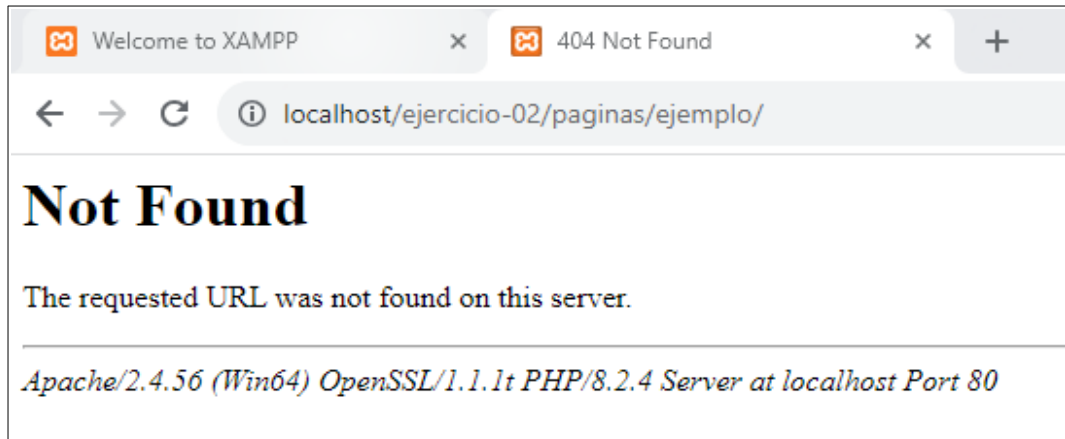 Welcome to XAMPP
404 Not Found
localhost/ejercicio-02/paginas/ejemplo/
Not Found
The requested URL was not found on this server.
Apache/2.4.56 (Win64) OpenSSL/1.1.1t PHP/8.2.4 Server at localhost Port 80